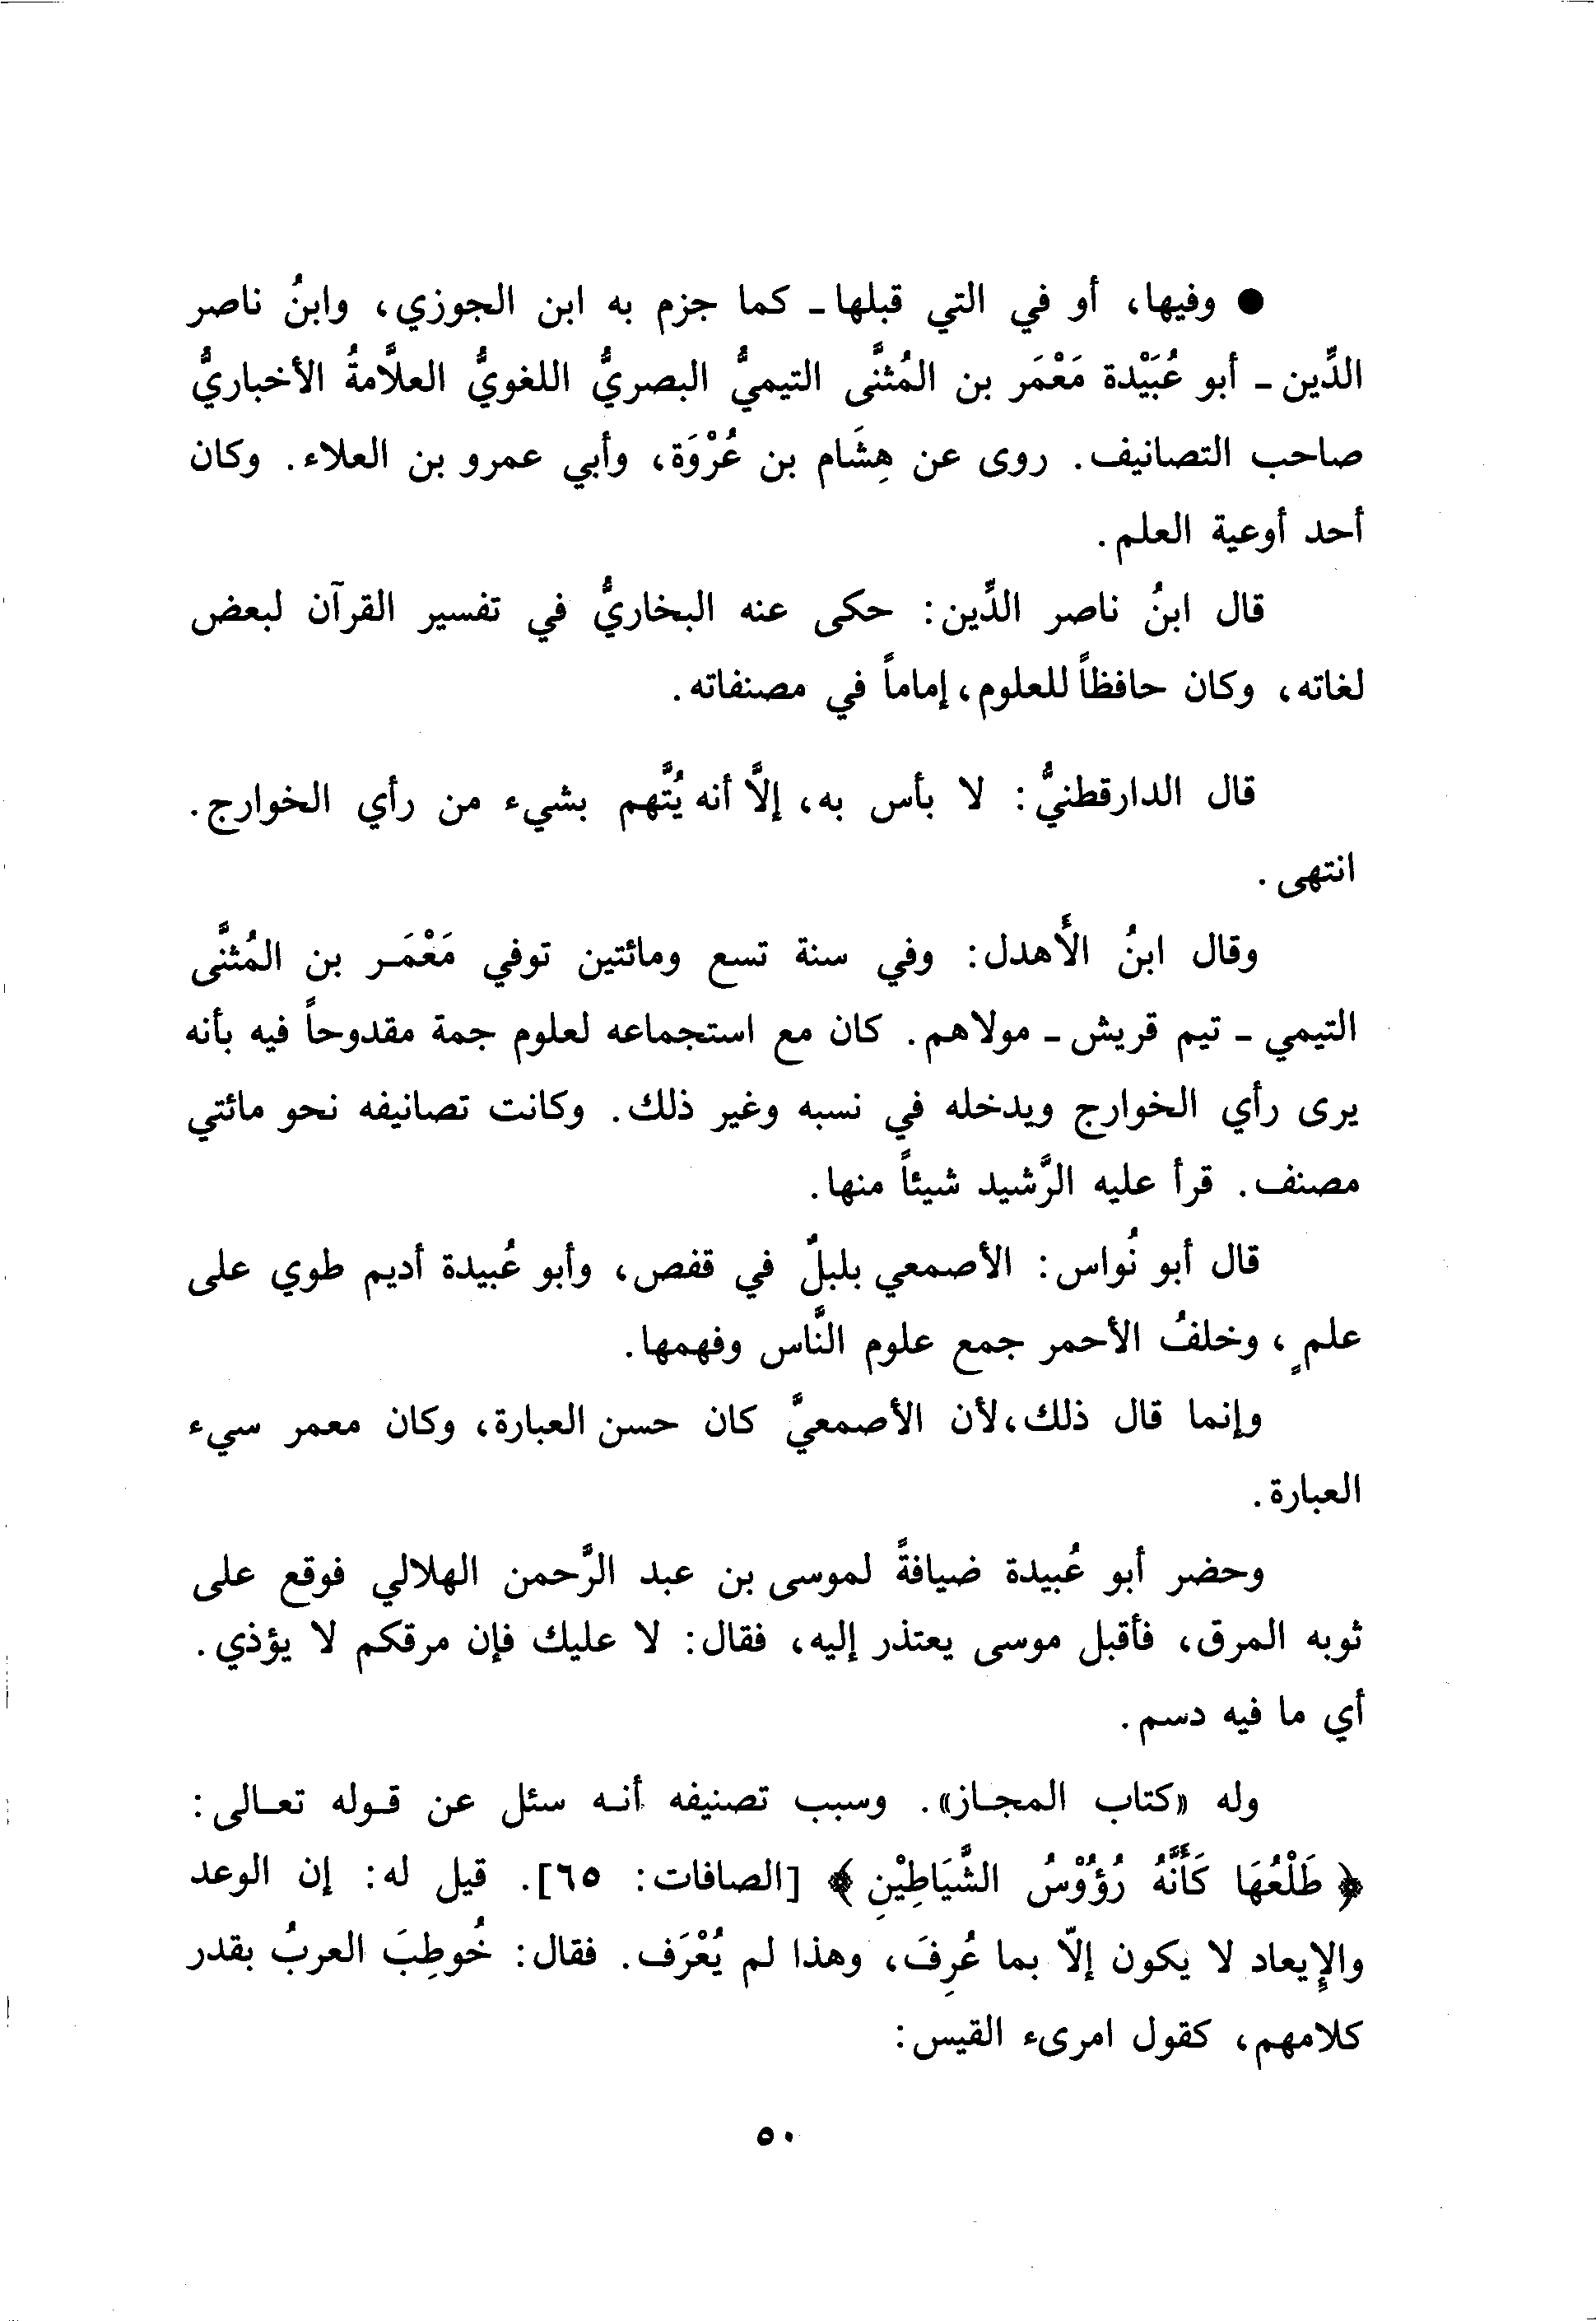 ● وفيها، أو في التي قبلها - كما جزم به ابن الجوزي، وابنُ ناصر
الدِّين - أبو عُبَيْدة مَعْمَر بن المُثنَّى التيميُّ البصريُّ اللغويُّ العلَّامةُ الأخباريُّ
صاحب التصانيف. روى عن هِشَام بن عُرْوَة، وأبي عمرو بن العلاء. وكان
أحد أوعية العلم.
قال ابنُ ناصر الدِّين: حكى عنه البخاريُّ في تفسير القرآن لبعض
لغاته، وكان حافظاً للعلوم، إماماً في مصنفاته.
قال الدارقطنيُّ: لا بأس به، إلَّا أنه يُتَّهم بشيء من رأي الخوارج.
انتهى.
وقال ابنُ الأَهدل: وفي سنة تسع ومائتين توفي مَعْمَر بن المُثنَّى
التيمي - تيم قريش - مولاهم. كان مع استجماعه لعلوم جمة مقدوحاً فيه بأنه
يرى رأي الخوارج ويدخله في نسبه وغير ذلك. وكانت تصانيفه نحو مائتي
مصنف. قرأ عليه الرَّشيد شيئاً منها.
قال أبو نُواس: الأصمعي بلبلٌ في قفص، وأبو عُبيدة أديم طوي على
علمٍ، وخلفُ الأحمر جمع علوم النَّاس وفهمها.
وإنما قال ذلك، لأن الأصمعيَّ كان حسن العبارة، وكان معمر سيء
العبارة.
وحضر أبو عُبيدة ضيافةً لموسى بن عبد الرَّحمن الهلالي فوقع على
ثوبه المرق، فأقبل موسى يعتذر إليه، فقال: لا عليك فإن مرقكم لا يؤذي.
أي ما فيه دسم.
وله «كتاب المجاز». وسبب تصنيفه أنه سئل عن قوله تعالى:
﴿ طَلْعُهَا كَأَنَّهُ رُؤُوْسُ الشَّيَاطِيْنِ ﴾ [الصافات: ٦٥]. قيل له: إن الوعد
والإِيعاد لا يكون إلّا بما عُرِفَ، وهذا لم يُعْرَف. فقال: خُوطِبَ العربُ بقدر
كلامهم، كقول امرىء القيس:
٥٠